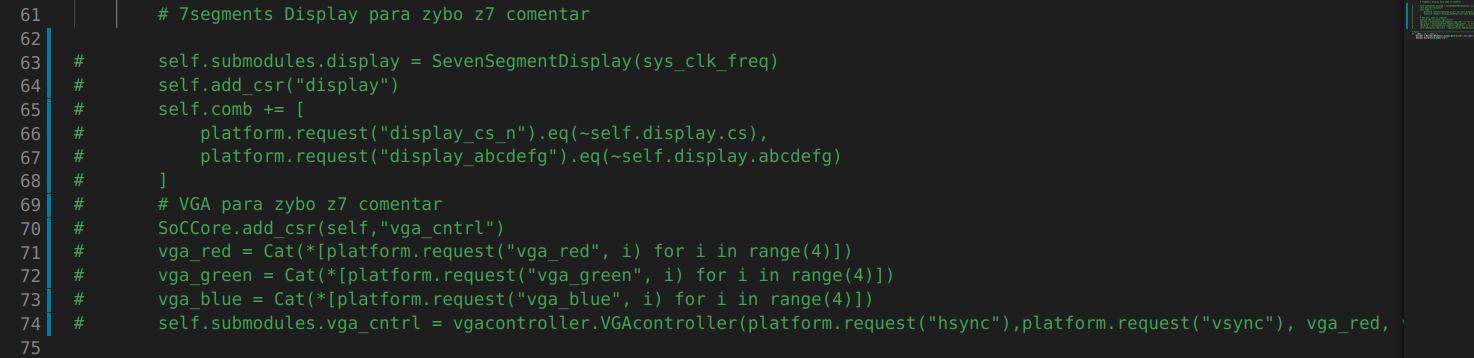 61 # 7segments Display para zybo z7 comentar
62
63 # self.submodules.display = SevenSegmentDisplay(sys_clk_freq)
64 # self.add_csr("display")
65 # self.comb += [
66 # platform.request("display_cs_n").eq(~self.display.cs),
67 # platform.request("display_abcdefg").eq(~self.display.abcdefg)
68 # ]
69 # # VGA para zybo z7 comentar
70 # SoCCore.add_csr(self,"vga_cntrl")
71 # vga_red = Cat(*[platform.request("vga_red", i) for i in range(4)])
72 # vga_green = Cat(*[platform.request("vga_green", i) for i in range(4)])
73 # vga_blue = Cat(*[platform.request("vga_blue", i) for i in range(4)])
74 # self.submodules.vga_cntrl = vgacontroller.VGAcontroller(platform.request("hsync"),platform.request("vsync"), vga_red,
75